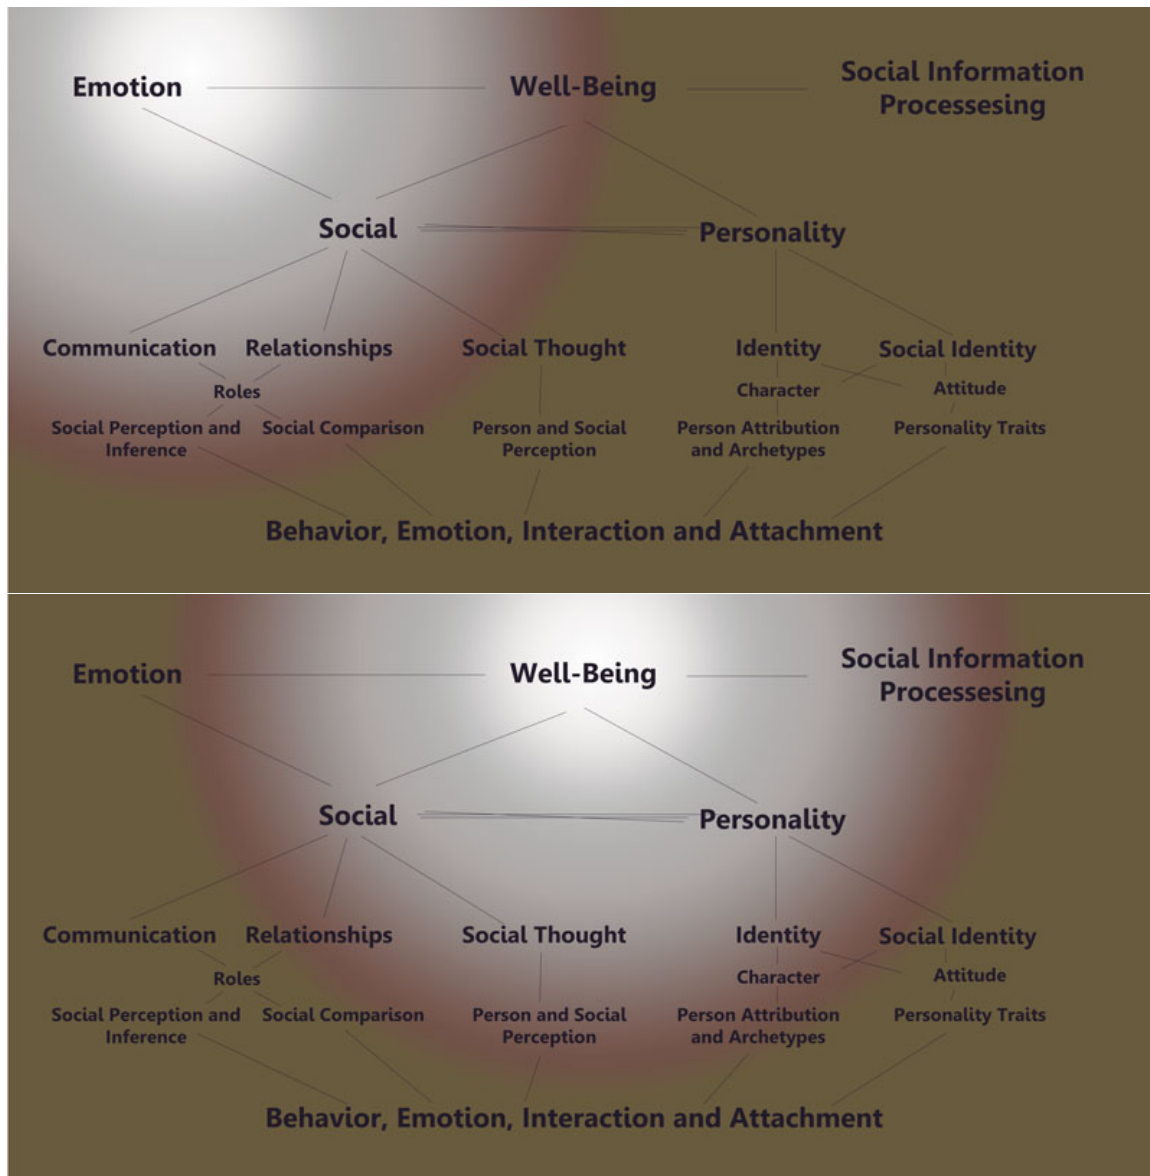 Emotion
Well-Being
Social Information
Processesing
Social
Personality
Communication
Relationships
Social Thought
Identity
Social Identity
Roles
Character
Attitude
Social Perception and
Inference
Social Comparison
Person and Social
Perception
Person Attribution
and Archetypes
Personality Traits
Behavior, Emotion, Interaction and Attachment
Emotion
Well-Being
Social Information
Processesing
Social
Personality
Communication
Relationships
Social Thought
Identity
Social Identity
Roles
Character
Attitude
Social Perception and
Inference
Social Comparison
Person and Social
Perception
Person Attribution
and Archetypes
Personality Traits
Behavior, Emotion, Interaction and Attachment